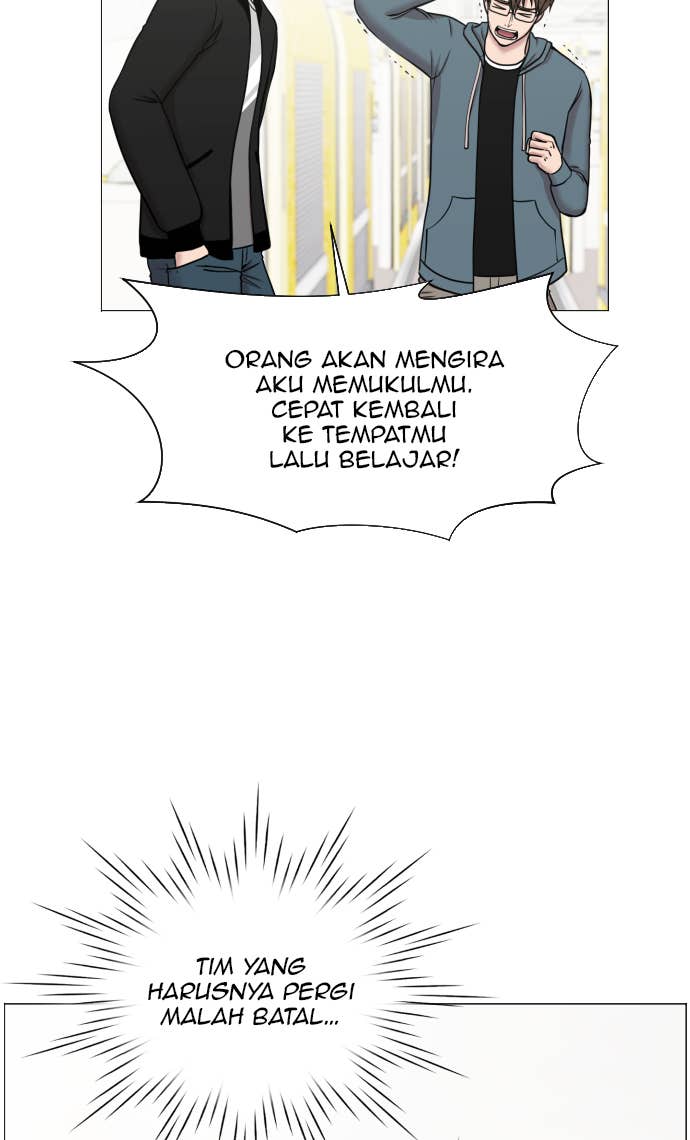 ORANG AKAN MENGIRA
AKU MEMUKULMU.
CEPAT KEMBALI
KE TEMPATMU
LALU BELAJAR!
TIM YANG
HARUSNYA PERGI
MALAH BATAL...